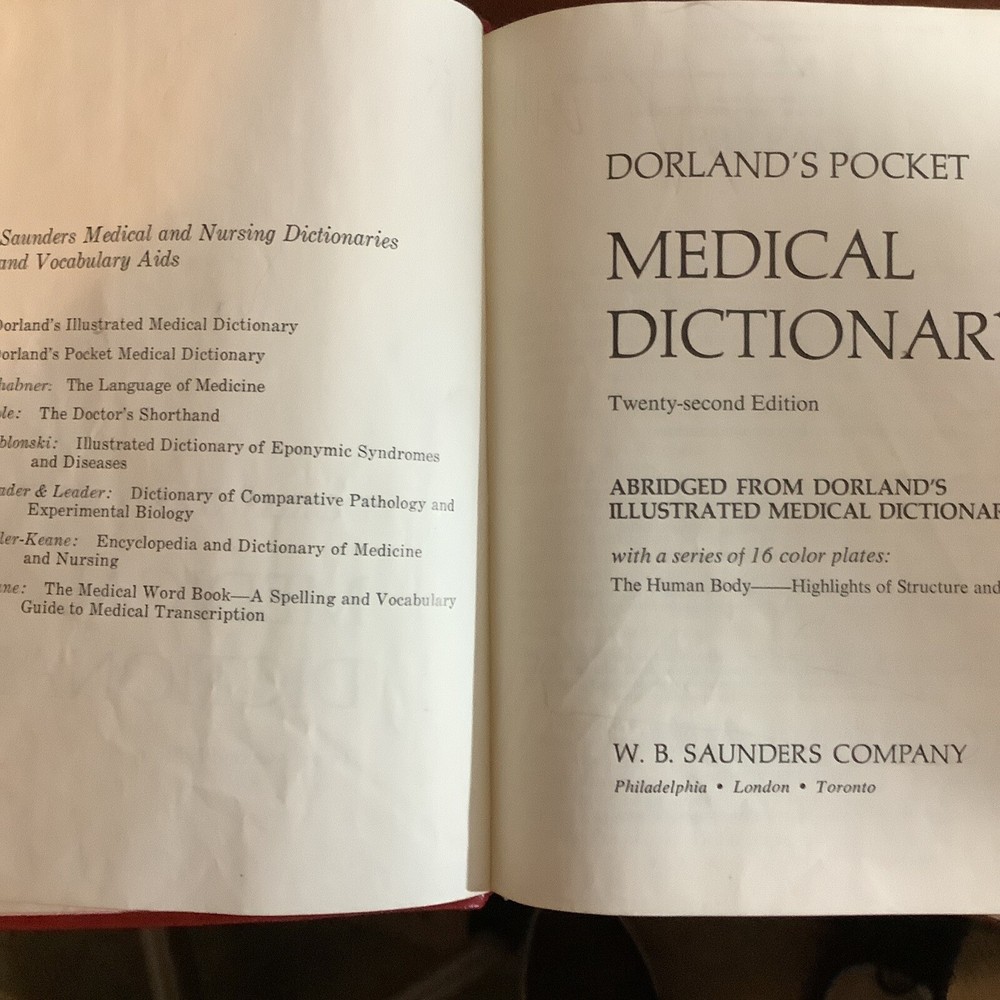 Saunders Medical and Nursing Dictionaries
and Vocabulary Aids
Dorland's Illustrated Medical Dictionary
Dorland's Pocket Medical Dictionary
habner: The Language of Medicine
le: The Doctor's Shorthand
blonski: Illustrated Dictionary of Eponymic Syndromes
and Diseases
ader & Leader: Dictionary of Comparative Pathology and
Experimental Biology
ler-Keane: Encyclopedia and Dictionary of Medicine
and Nursing
ne: The Medical Word Book—A Spelling and Vocabulary
Guide to Medical Transcription
DORLAND'S POCKET
MEDICAL
DICTIONARY
Twenty-second Edition
ABRIDGED FROM DORLAND'S
ILLUSTRATED MEDICAL DICTIONAR
with a series of 16 color plates:
The Human Body——Highlights of Structure and
W. B. SAUNDERS COMPANY
Philadelphia • London • Toronto